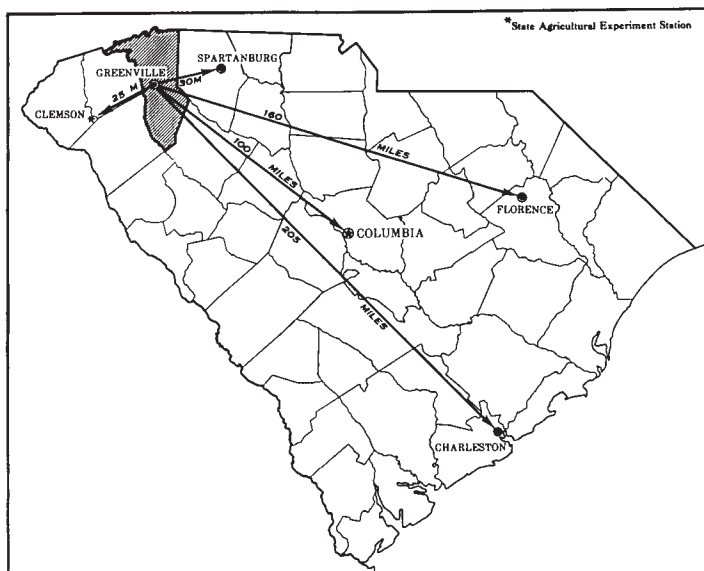 *State Agricultural Experiment Station
SPARTANBURG
GREENVILLE
30M
25 M
CLEMSON
160
MILES
100
MILES
FLORENCE
COLUMBIA
205
MILES
CHARLESTON